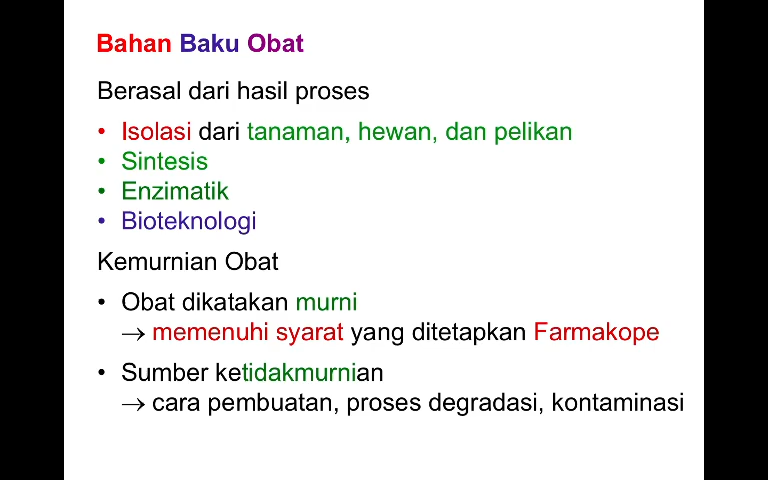 Bahan Baku Obat
Berasal dari hasil proses
• Isolasi dari tanaman, hewan, dan pelikan
• Sintesis
• Enzimatik
• Bioteknologi
Kemurnian Obat
• Obat dikatakan murni
→ memenuhi syarat yang ditetapkan Farmakope
• Sumber ketidakmurnian
→ cara pembuatan, proses degradasi, kontaminasi